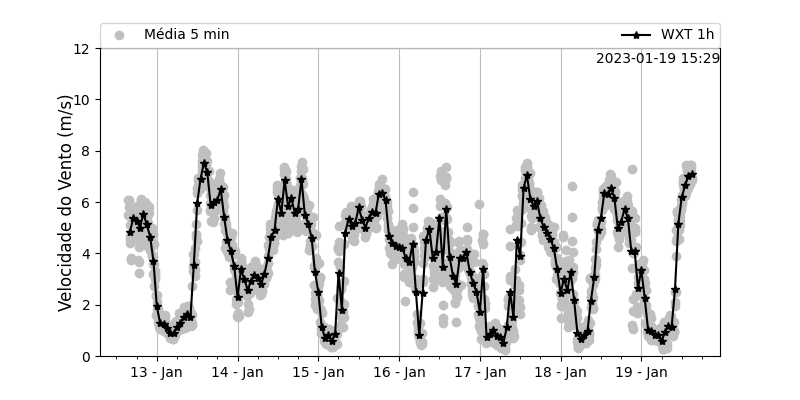 Média 5 min WXT 1h
2023-01-19 15:29
Velocidade do Vento (m/s)
12
10
8
6
4
2
0
13 - Jan 14 - Jan 15 - Jan 16 - Jan 17 - Jan 18 - Jan 19 - Jan